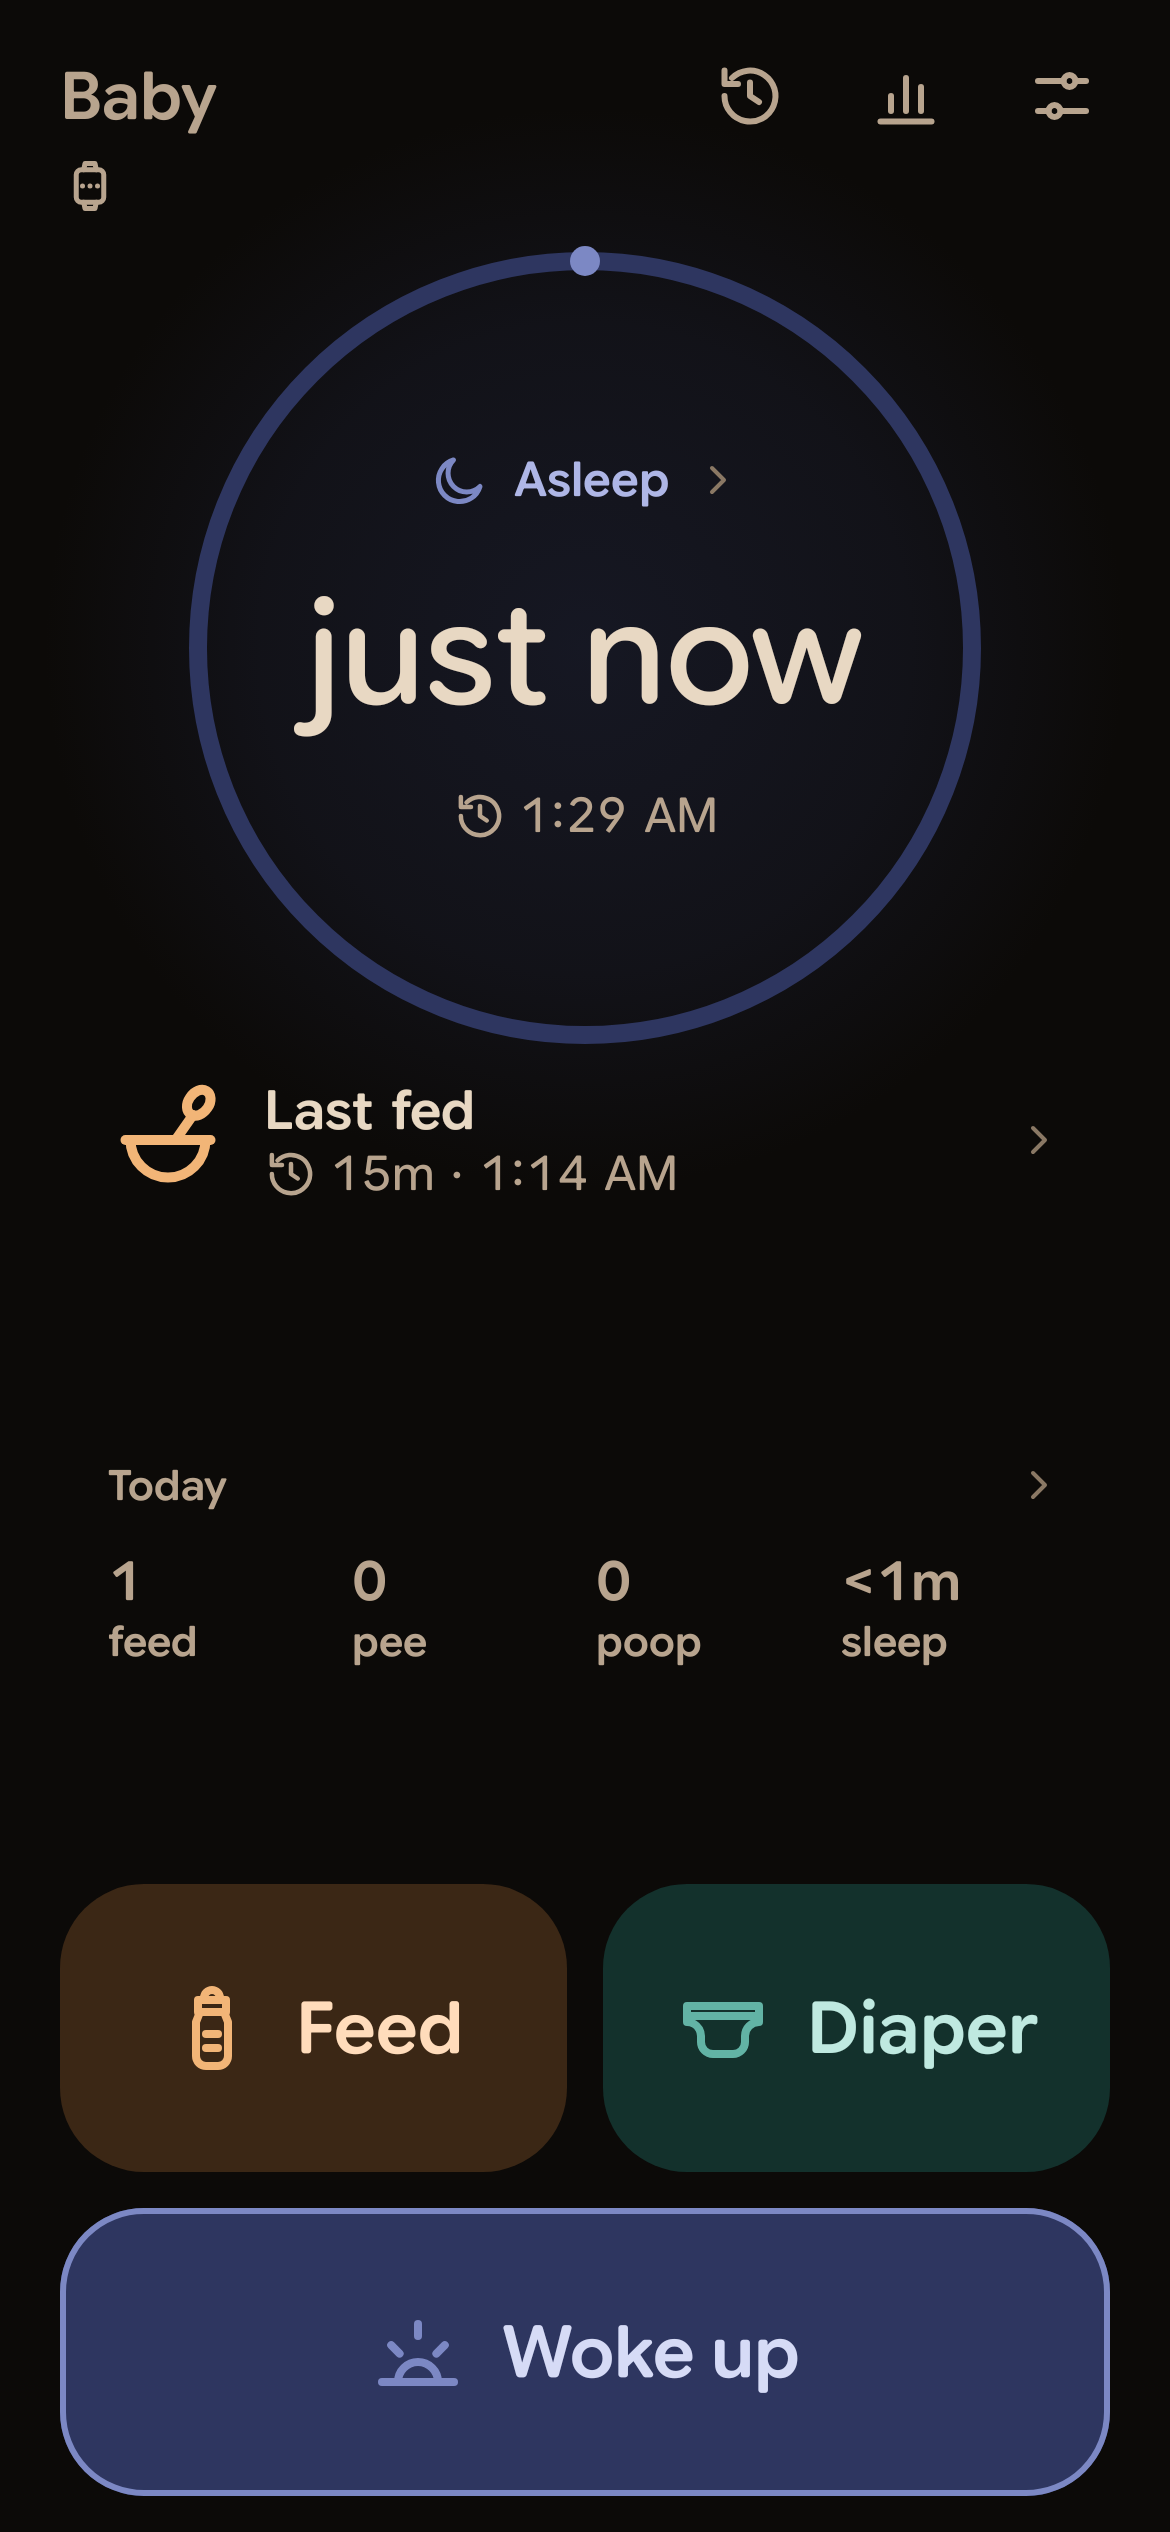 Baby
Asleep
just now
1:29 AM
Last fed
15m · 1:14 AM
Today
1 0 0 <1m
feed pee poop sleep
Feed Diaper
Woke up